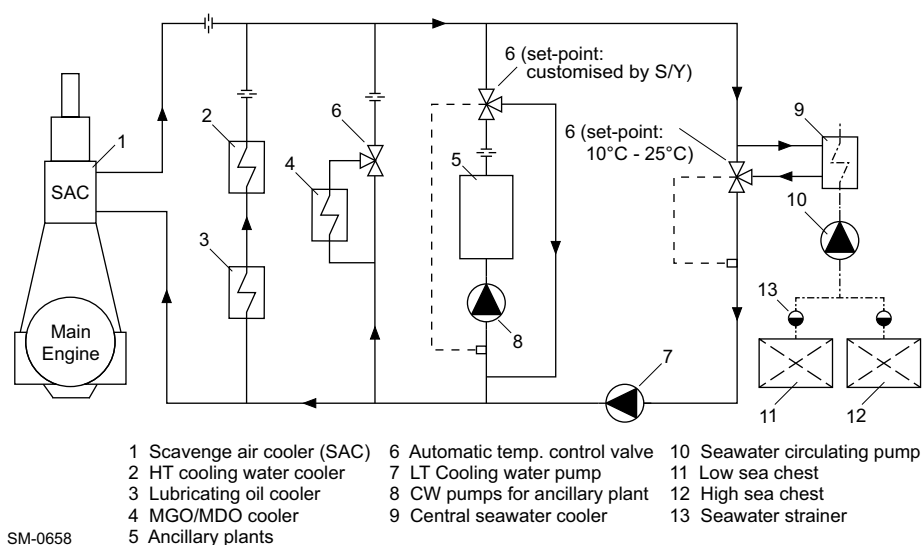 6 (set-point:
customised by S/Y)
1
2
6
4
5
6 (set-point:
10°C - 25°C)
9
SAC
10
3
13
Main
Engine
8
7
11
12
1 Scavenge air cooler (SAC)
2 HT cooling water cooler
3 Lubricating oil cooler
4 MGO/MDO cooler
5 Ancillary plants
6 Automatic temp. control valve
7 LT Cooling water pump
8 CW pumps for ancillary plant
9 Central seawater cooler
10 Seawater circulating pump
11 Low sea chest
12 High sea chest
13 Seawater strainer
SM-0658